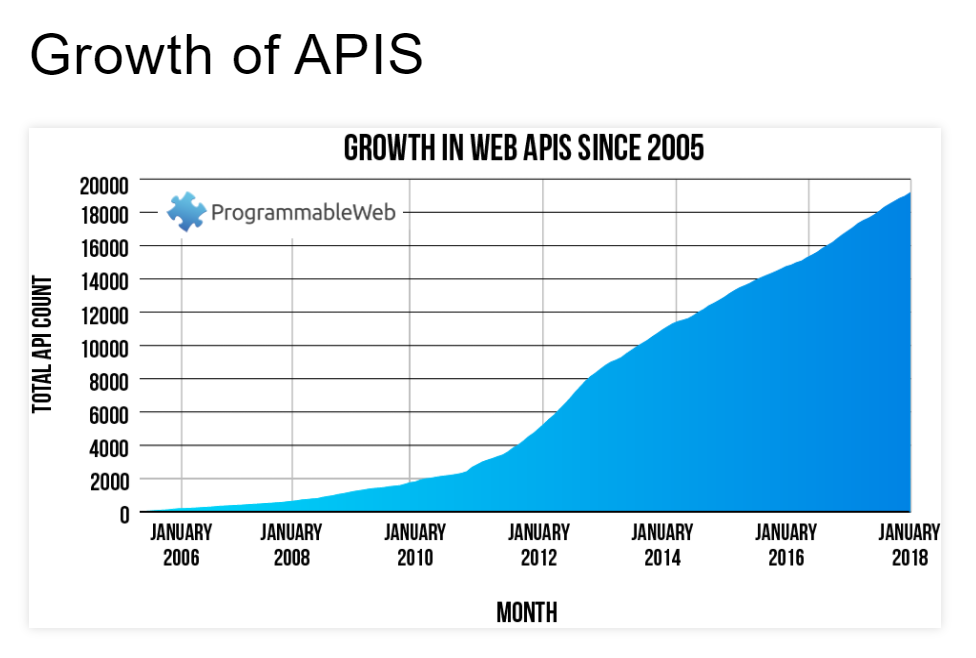 Growth of APIS
GROWTH IN WEB APIS SINCE 2005
20000
ProgrammableWeb
18000
16000
14000
12000
10000
8000
6000
4000
2000
0
TOTAL API COUNT
JANUARY JANUARY JANUARY JANUARY JANUARY JANUARY JANUARY
2006 2008 2010 2012 2014 2016 2018
MONTH